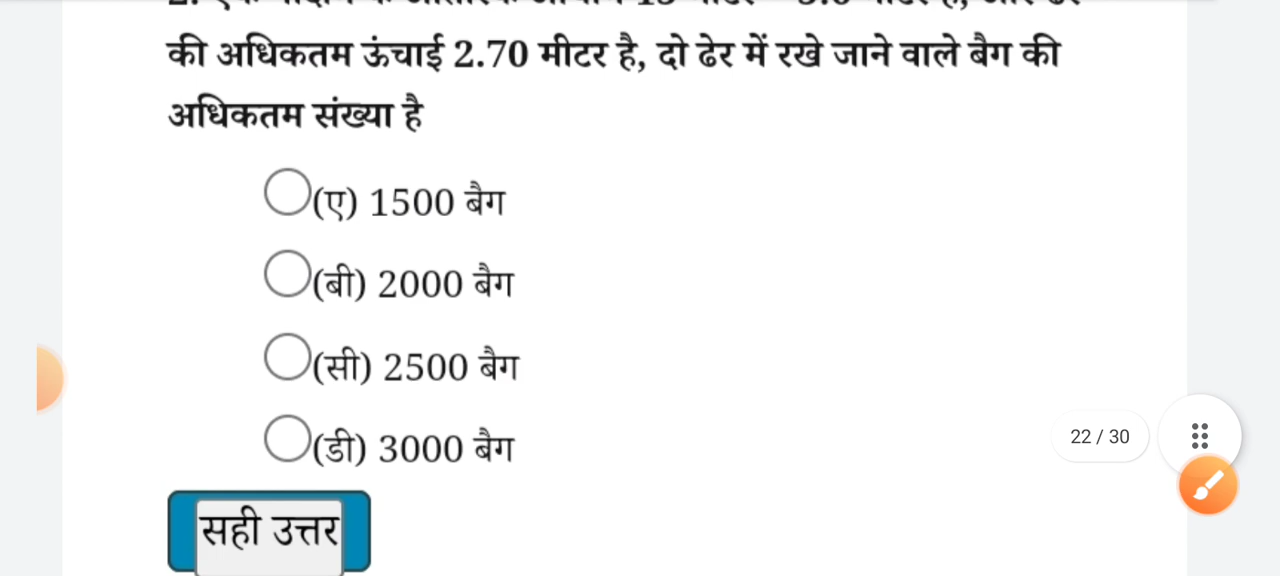 की अधिकतम ऊंचाई 2.70 मीटर है, दो ढेर में रखे जाने वाले बैग की
अधिकतम संख्या है
(ए) 1500 बैग
(बी) 2000 बैग
(सी) 2500 बैग
(डी) 3000 बैग
22 / 30
सही उत्तर